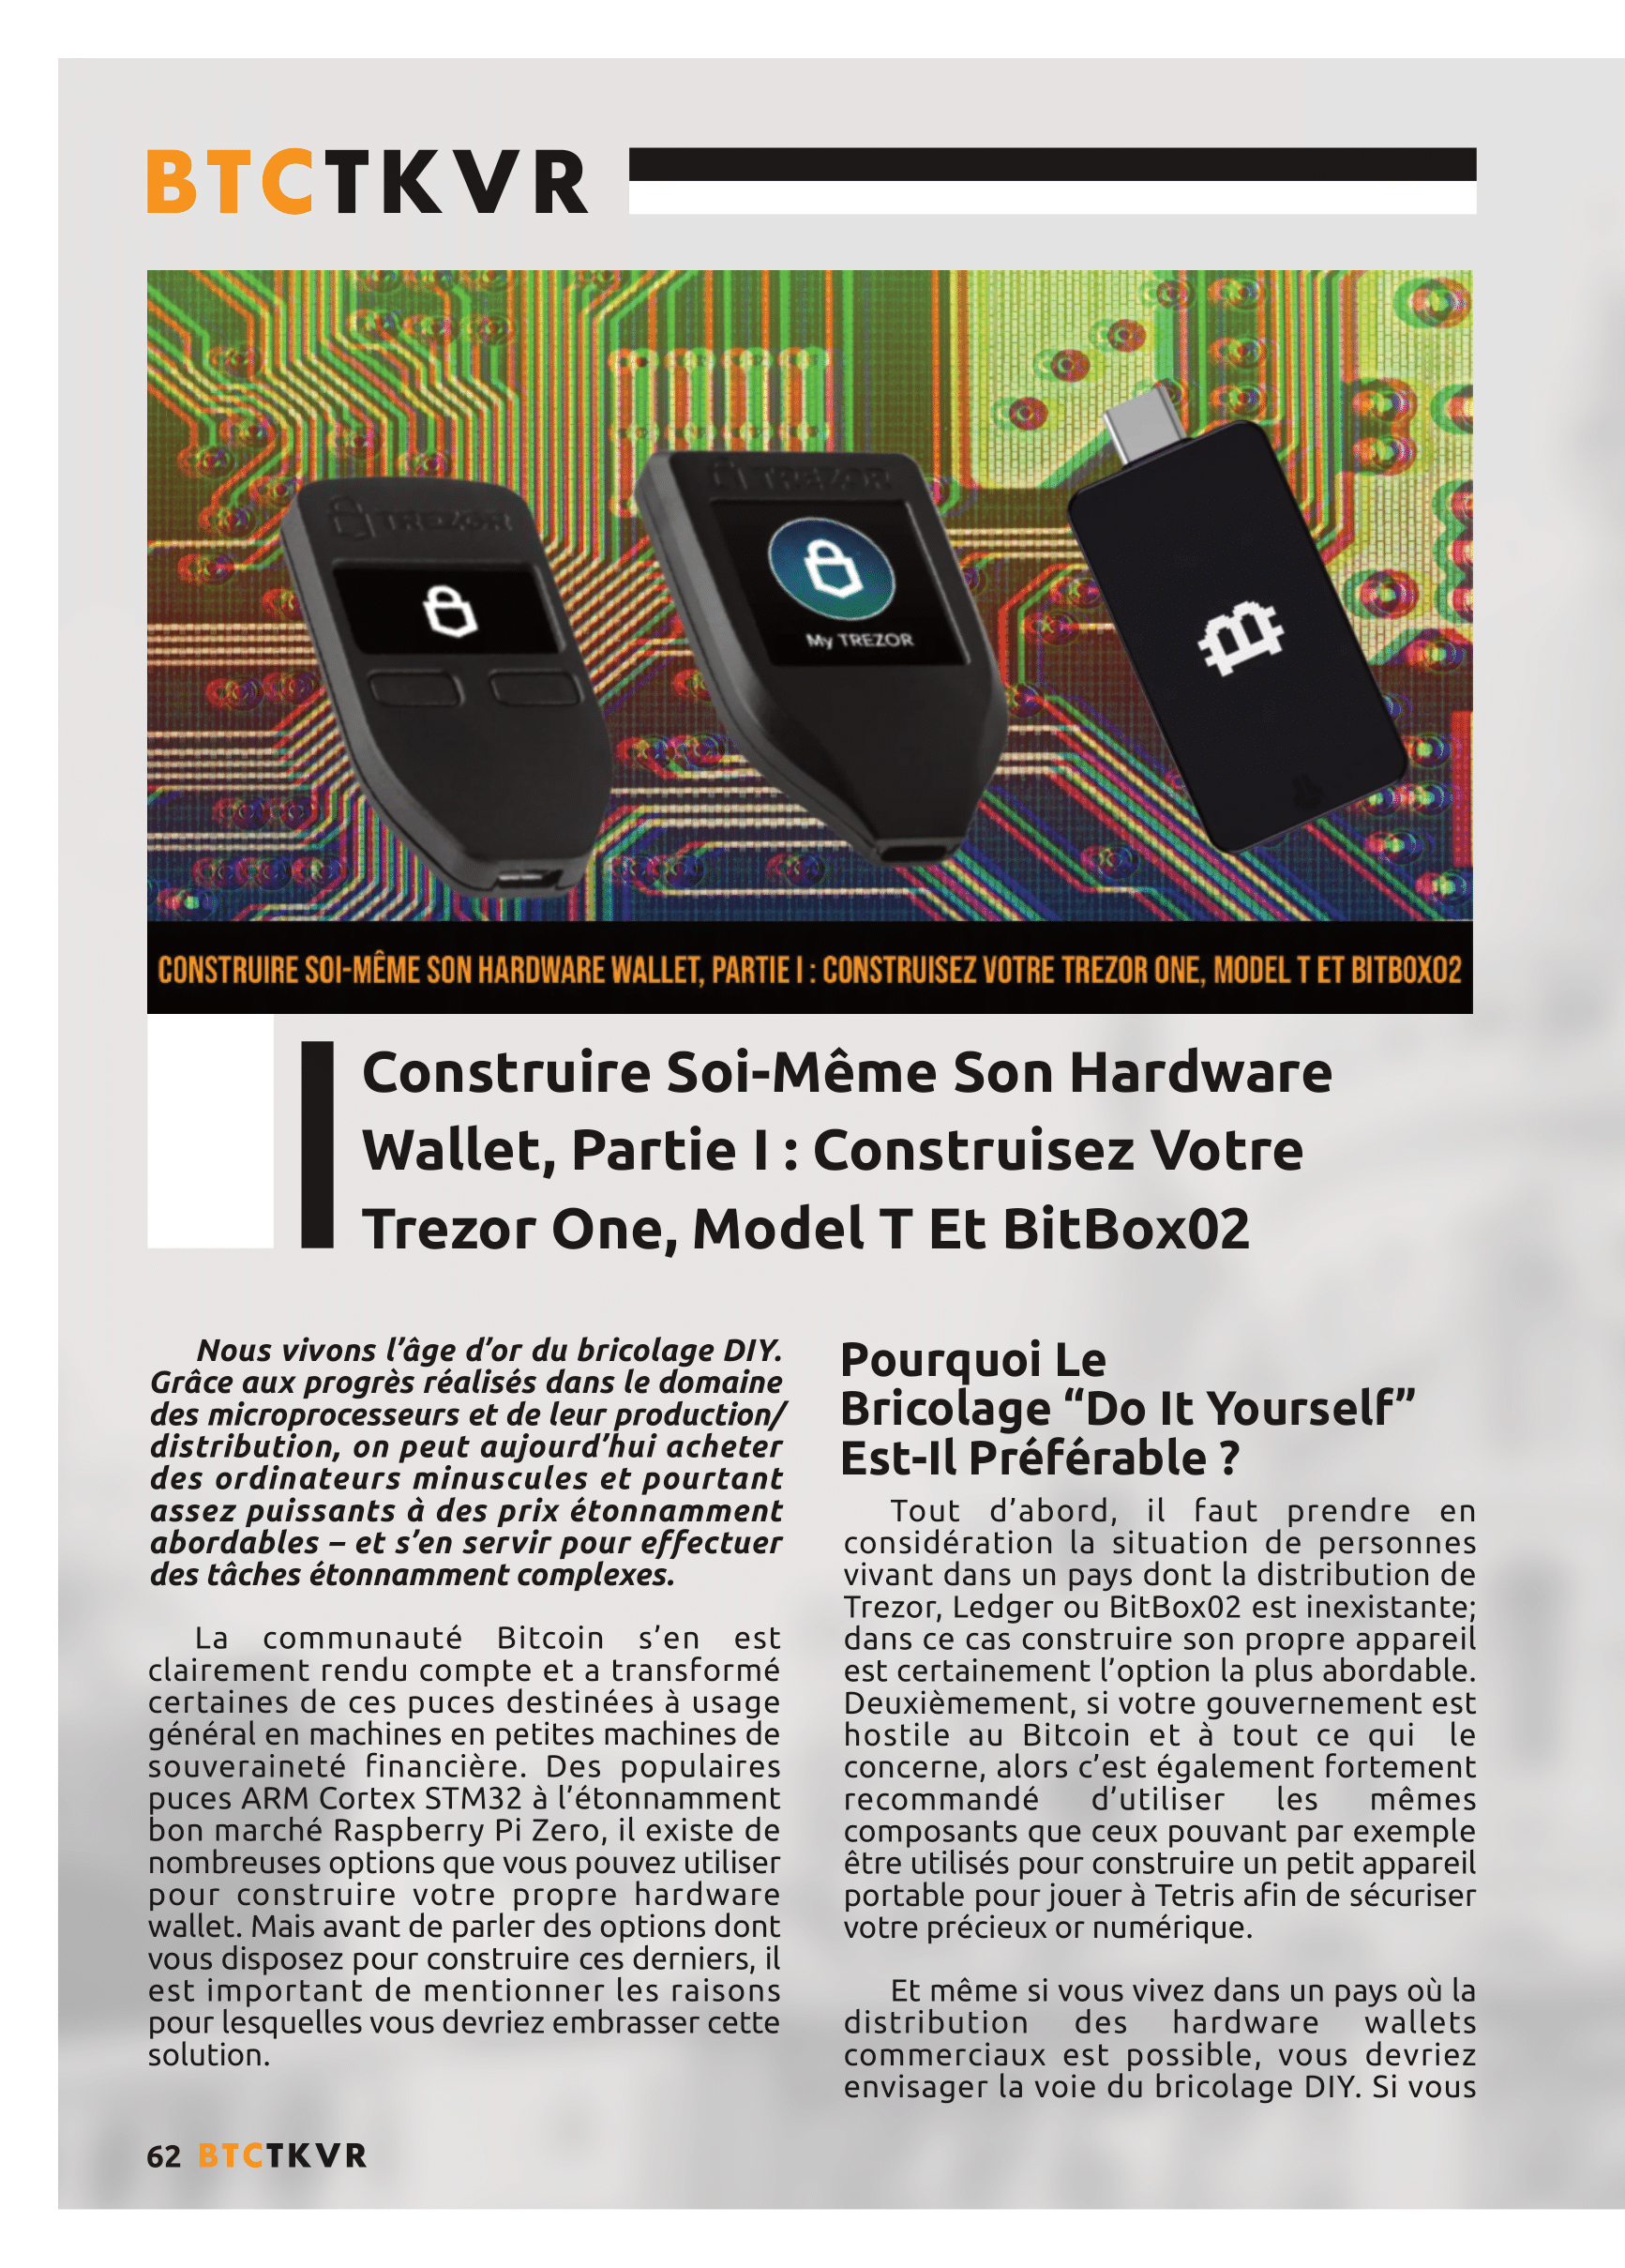 BTCTKVR
TREZOR
TREZOR
My TREZOR
CONSTRUIRE SOI-MÊME SON HARDWARE WALLET, PARTIE I : CONSTRUISEZ VOTRE TREZOR ONE, MODEL T ET BITBOX02
Construire Soi-Même Son Hardware
Wallet, Partie I : Construisez Votre
Trezor One, Model T Et BitBox02
Nous vivons l’âge d’or du bricolage DIY.
Grâce aux progrès réalisés dans le domaine
des microprocesseurs et de leur production/
distribution, on peut aujourd’hui acheter
des ordinateurs minuscules et pourtant
assez puissants à des prix étonnamment
abordables – et s’en servir pour effectuer
des tâches étonnamment complexes.
La communauté Bitcoin s’en est
clairement rendu compte et a transformé
certaines de ces puces destinées à usage
général en machines en petites machines de
souveraineté financière. Des populaires
puces ARM Cortex STM32 à l’étonnamment
bon marché Raspberry Pi Zero, il existe de
nombreuses options que vous pouvez utiliser
pour construire votre propre hardware
wallet. Mais avant de parler des options dont
vous disposez pour construire ces derniers, il
est important de mentionner les raisons
pour lesquelles vous devriez embrasser cette
solution.
Pourquoi Le
Bricolage “Do It Yourself”
Est-Il Préférable ?
Tout d’abord, il faut prendre en
considération la situation de personnes
vivant dans un pays dont la distribution de
Trezor, Ledger ou BitBox02 est inexistante;
dans ce cas construire son propre appareil
est certainement l’option la plus abordable.
Deuxièmement, si votre gouvernement est
hostile au Bitcoin et à tout ce qui le
concerne, alors c’est également fortement
recommandé d’utiliser les mêmes
composants que ceux pouvant par exemple
être utilisés pour construire un petit appareil
portable pour jouer à Tetris afin de sécuriser
votre précieux or numérique.
Et même si vous vivez dans un pays où la
distribution des hardware wallets
commerciaux est possible, vous devriez
envisager la voie du bricolage DIY. Si vous
62 BTCTKVR